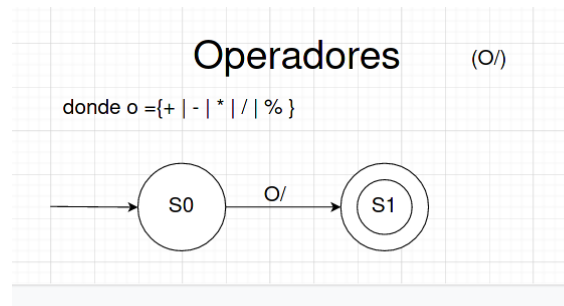 Operadores (O/)
donde o ={+ | - | * | / | % }
O/
S0 S1